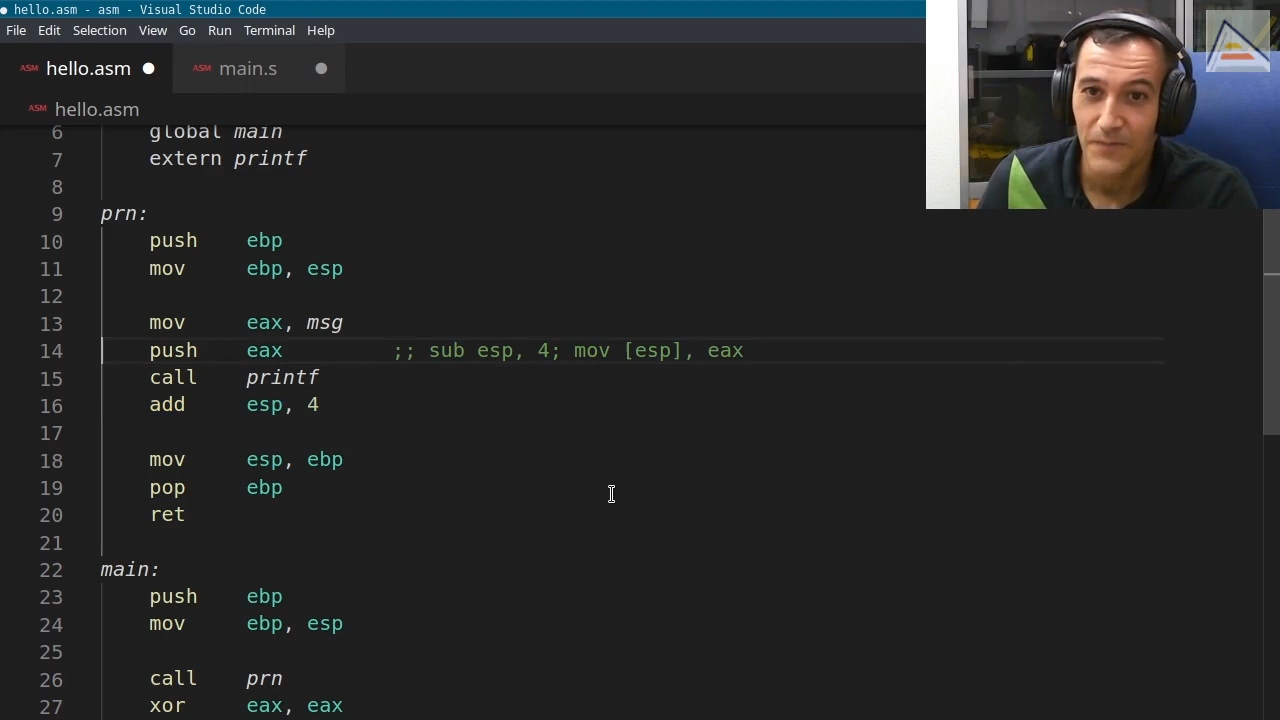 hello.asm - asm - Visual Studio Code
File Edit Selection View Go Run Terminal Help
ASM hello.asm ASM main.s
ASM hello.asm
6 global main
7 extern printf
8
9 prn:
10 push ebp
11 mov ebp, esp
12
13 mov eax, msg
14 push eax ;; sub esp, 4; mov [esp], eax
15 call printf
16 add esp, 4
17
18 mov esp, ebp
19 pop ebp
20 ret
21
22 main:
23 push ebp
24 mov ebp, esp
25
26 call prn
27 xor eax, eax